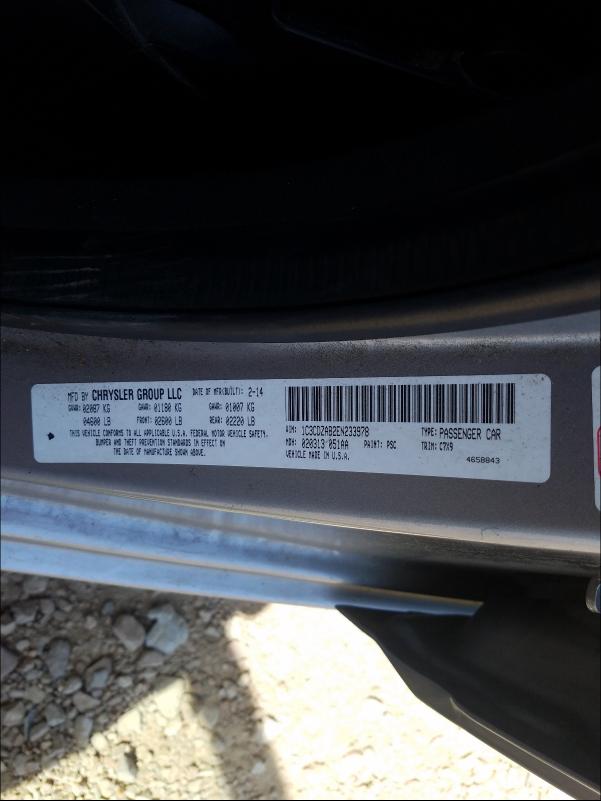 MFD BY CHRYSLER GROUP LLC DATE OF MFR(BUILT): 2-14
GVWR: 02087 KG GAWR: 01180 KG GAWR: 01007 KG
04600 LB FRONT: 02600 LB REAR: 02220 LB
THIS VEHICLE CONFORMS TO ALL APPLICABLE U.S.A. FEDERAL MOTOR VEHICLE SAFETY,
BUMPER AND THEFT PREVENTION STANDARDS IN EFFECT ON
THE DATE OF MANUFACTURE SHOWN ABOVE.
VIN: 1C3CDZAB2EN233978 TYPE: PASSENGER CAR
MDH: 020313 051AA PAINT: PSC TRIM: C7X9
VEHICLE MADE IN U.S.A. 4658843